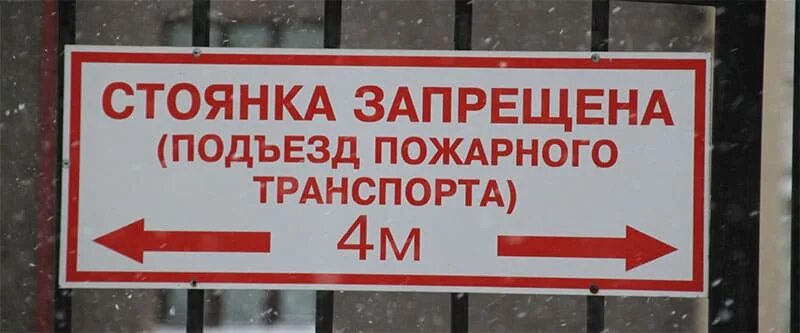 СТОЯНКА ЗАПРЕЩЕНА
(ПОДЪЕЗД ПОЖАРНОГО
ТРАНСПОРТА)
4м